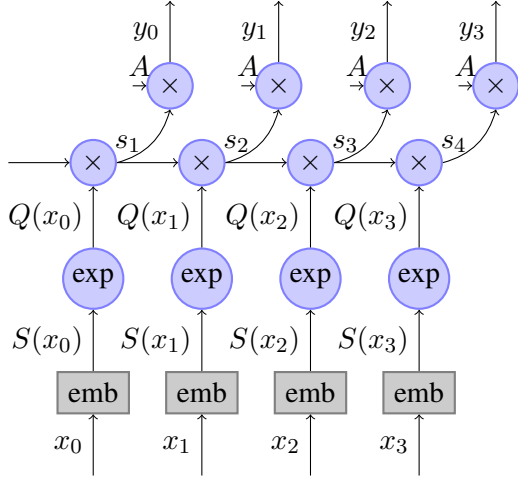 y₀ y₁ y₂ y₃
A × A × A × A ×
s₁ s₂ s₃ s₄
× × × ×
Q(x₀) Q(x₁) Q(x₂) Q(x₃)
exp exp exp exp
S(x₀) S(x₁) S(x₂) S(x₃)
emb emb emb emb
x₀ x₁ x₂ x₃